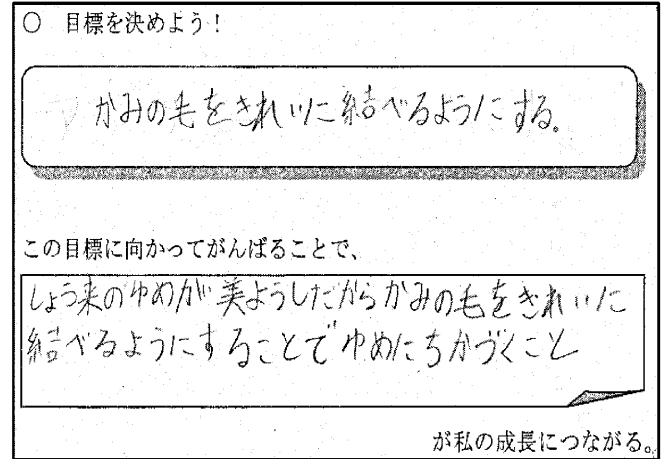 ○ 目標を決めよう！
かみの毛をきれいに結べるようにする。
この目標に向かってがんばることで、
しょう来のゆめが美ようしだからかみの毛をきれいに
結べるようにすることでゆめにちかづくこと
が私の成長につながる。